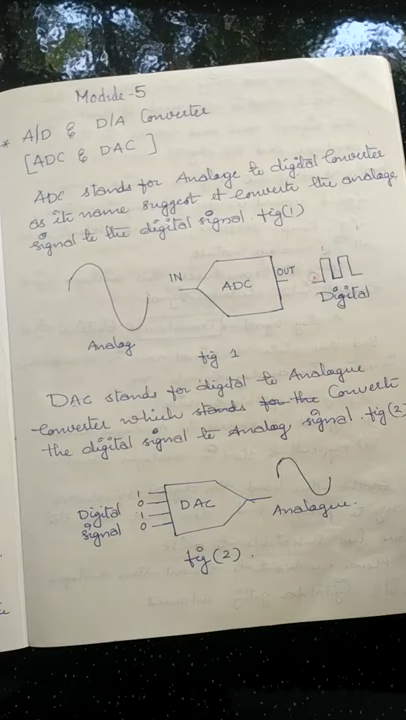 Module-5
* A/D & D/A Converter
[ADC & DAC]
ADC stands for Analoge to digital Converter
as its name suggest it converts the analoge
signal to the digital signal. fig(1)
IN
ADC
OUT
Analog
Digital
fig 1
DAC stands for digital to Analogue
Converter which stands for the Converti
the digital signal to Analog signal. fig(2)
Digital
signal
1
0
1
0
DAC
Analogue.
fig(2).